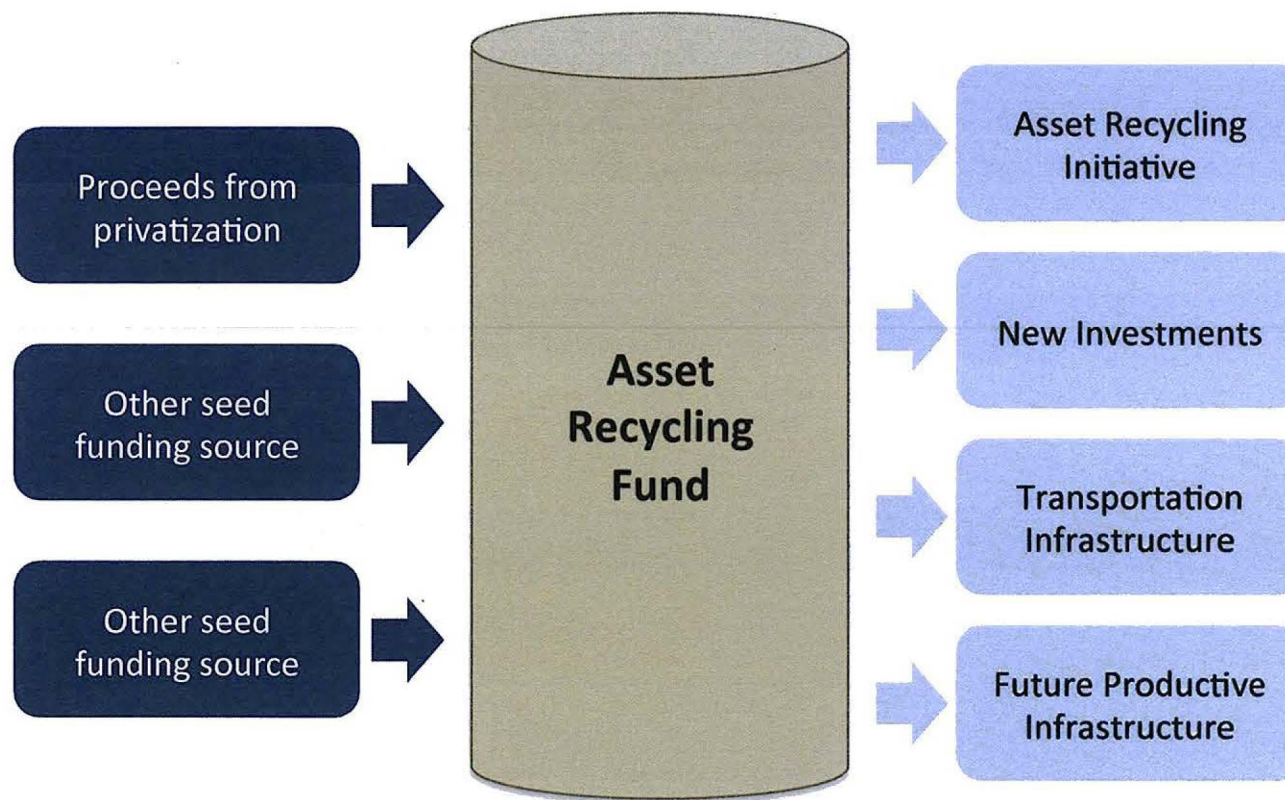 Proceeds from
privatization
Other seed
funding source
Other seed
funding source
Asset
Recycling
Fund
Asset Recycling
Initiative
New Investments
Transportation
Infrastructure
Future Productive
Infrastructure